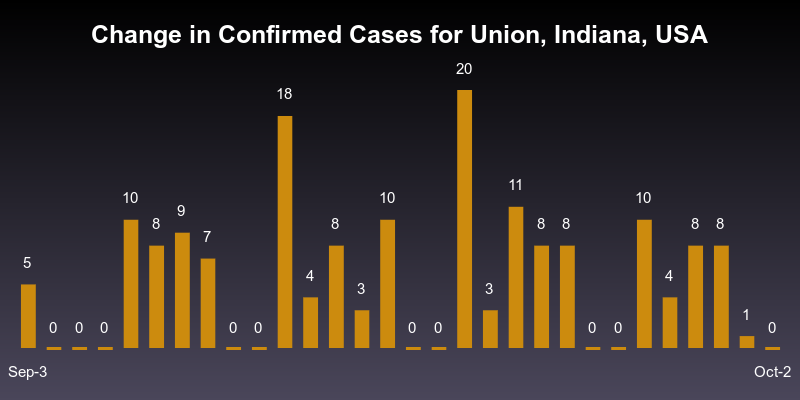 Change in Confirmed Cases for Union, Indiana, USA
5 0 0 0 10 8 9 7 0 0 18 4 8 3 10 0 0 20 3 11 8 8 0 0 10 4 8 8 1 0
Sep-3 Oct-2